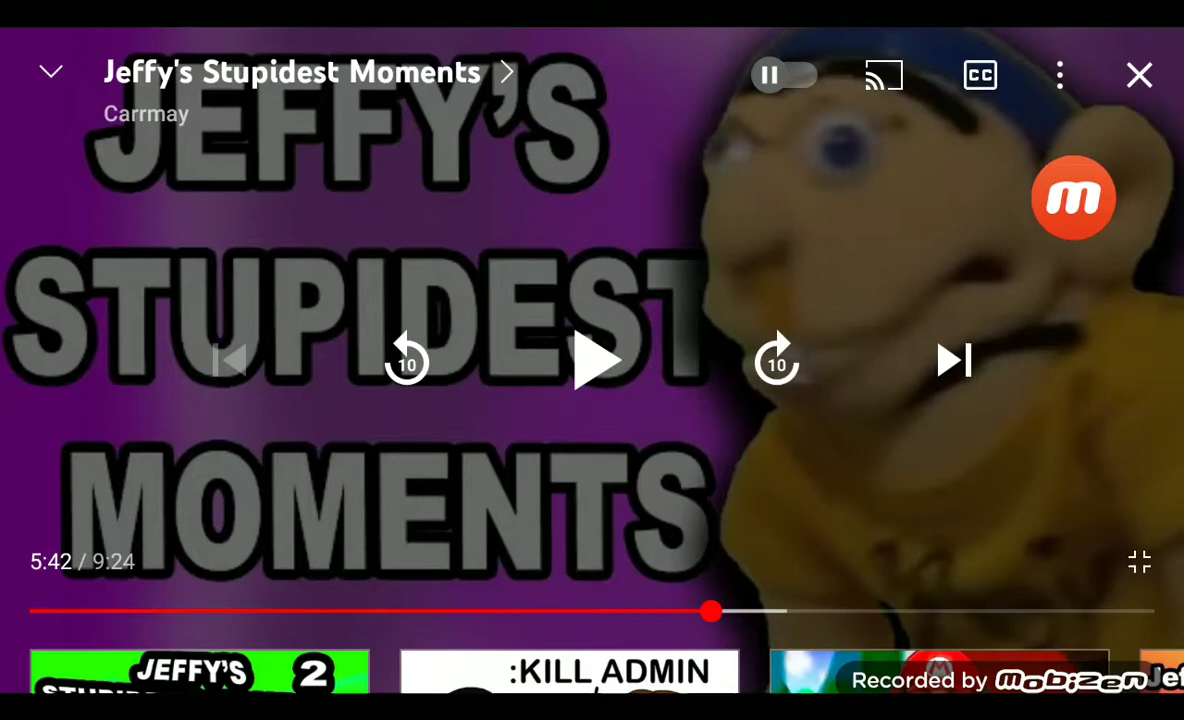 Jeffy's Stupidest Moments
Carrmay
CC
JEFFY'S
STUPIDEST
MOMENTS
10
10
5:42 / 9:24
JEFFY'S 2
:KILL ADMIN
Recorded by mobizen